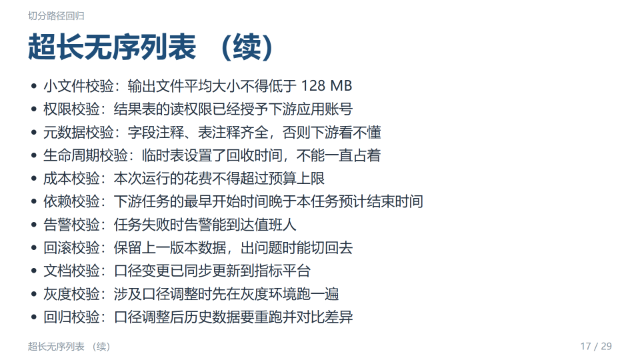 切分路径回归
超长无序列表 （续）
• 小文件校验：输出文件平均大小不得低于 128 MB
• 权限校验：结果表的读权限已经授予下游应用账号
• 元数据校验：字段注释、表注释齐全，否则下游看不懂
• 生命周期校验：临时表设置了回收时间，不能一直占着
• 成本校验：本次运行的花费不得超过预算上限
• 依赖校验：下游任务的最早开始时间晚于本任务预计结束时间
• 告警校验：任务失败时告警能到达值班人
• 回滚校验：保留上一版本数据，出问题时能切回去
• 文档校验：口径变更已同步更新到指标平台
• 灰度校验：涉及口径调整时先在灰度环境跑一遍
• 回归校验：口径调整后历史数据要重跑并对比差异
超长无序列表 （续）
17 / 29